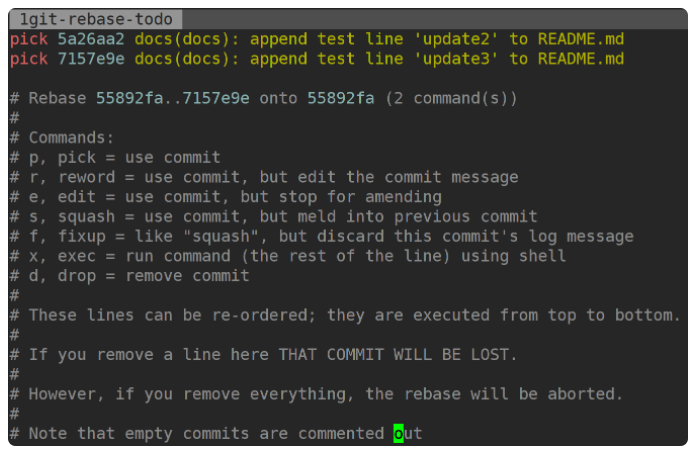 1git-rebase-todo
pick 5a26aa2 docs(docs): append test line 'update2' to README.md
pick 7157e9e docs(docs): append test line 'update3' to README.md
# Rebase 55892fa..7157e9e onto 55892fa (2 command(s))
#
# Commands:
# p, pick = use commit
# r, reword = use commit, but edit the commit message
# e, edit = use commit, but stop for amending
# s, squash = use commit, but meld into previous commit
# f, fixup = like "squash", but discard this commit's log message
# x, exec = run command (the rest of the line) using shell
# d, drop = remove commit
#
# These lines can be re-ordered; they are executed from top to bottom.
#
# If you remove a line here THAT COMMIT WILL BE LOST.
#
# However, if you remove everything, the rebase will be aborted.
#
# Note that empty commits are commented out